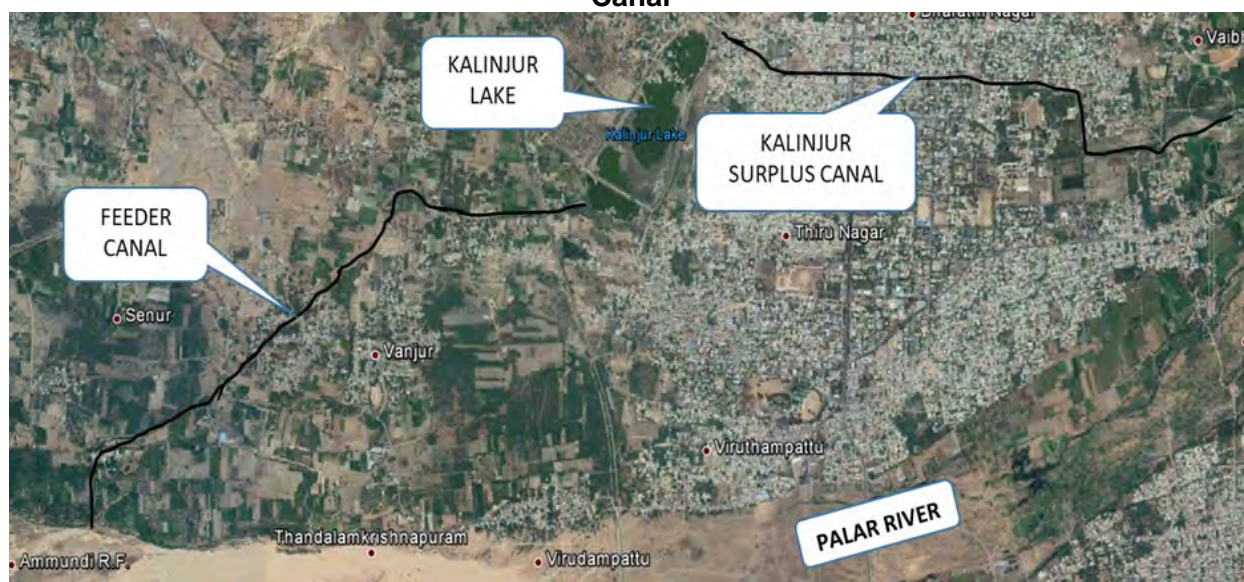 Canal
Bharathi Nagar
Vaibh
KALINJUR
LAKE
Kalinjur Lake
KALINJUR
SURPLUS CANAL
FEEDER
CANAL
Thiru Nagar
Senur
Vanjur
Viruthampattu
PALAR RIVER
Thandalamkrishnapuram
Ammundi R.F.
Virudampattu